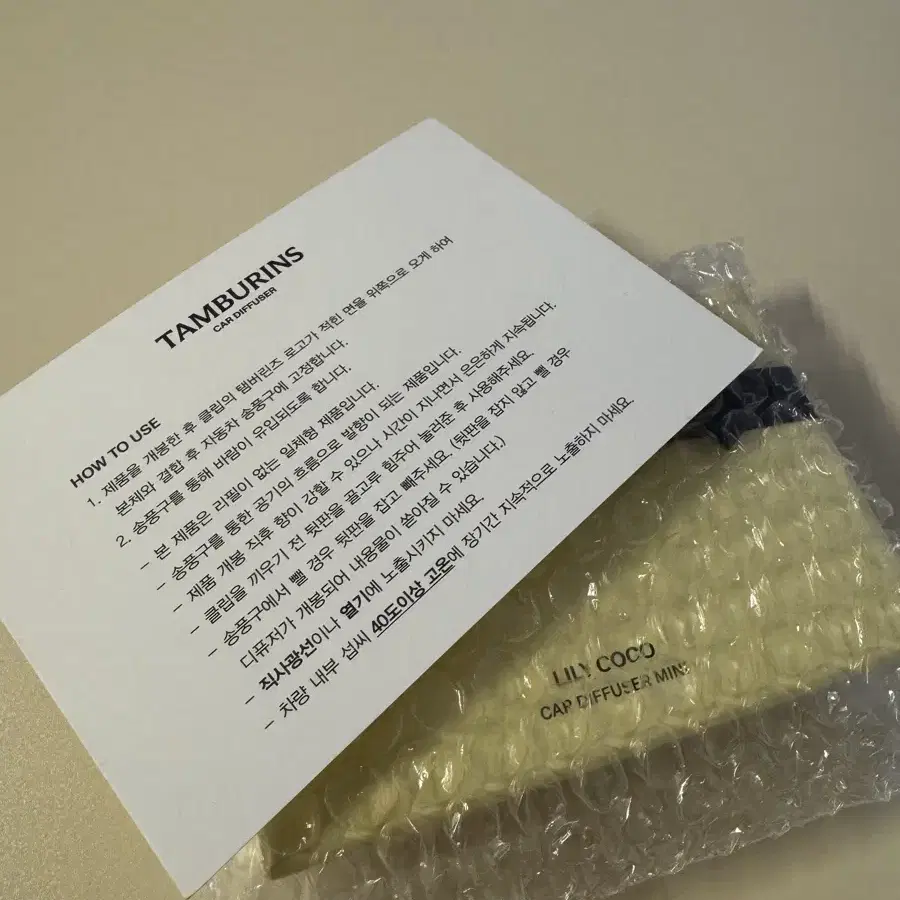 TAMBURINS
CAR DIFFUSER
HOW TO USE
1. 제품을 개봉한 후 클립의 탬버린즈 로고가 적힌 면을 위쪽으로 오게 하여
본체와 결합 후 자동차 송풍구에 고정합니다.
2. 송풍구를 통해 바람이 유입되도록 합니다.
- 본 제품은 리필이 없는 일체형 제품입니다.
- 송풍구를 통한 공기의 흐름으로 발향이 되는 제품입니다.
- 제품 개봉 직후 향이 강할 수 있으나 시간이 지나면서 은은하게 지속됩니다.
- 클립을 끼우기 전 뒷판을 골고루 힘주어 눌러준 후 사용해주세요.
- 송풍구에서 뺄 경우 뒷판을 잡고 빼주세요. (뒷판을 잡지 않고 뺄 경우
디퓨저가 개봉되어 내용물이 쏟아질 수 있습니다.)
- 직사광선이나 열기에 노출시키지 마세요.
- 차량 내부 섭씨 40도이상 고온에 장기간 지속적으로 노출하지 마세요.
LILY COCO
CAR DIFFUSER MINI